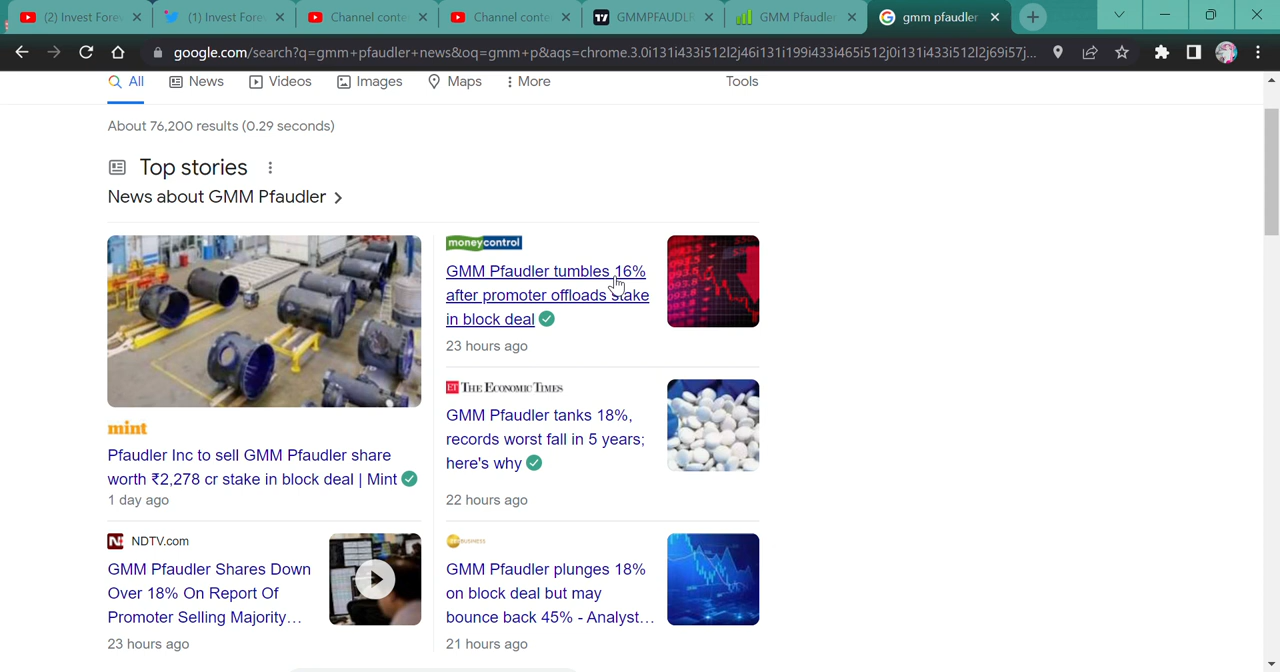 (2) Invest Fore
(1) Invest Fore
Channel conte
Channel conte
GMMPFAUDLR
GMM Pfaudler
gmm pfaudler
google.com/search?q=gmm+pfaudler+news&oq=gmm+p&aqs=chrome.3.0i131i433i512l2j46i131i199i433i465i512j0i131i433i512l2j69i57j...
All
News
Videos
Images
Maps
More
Tools
About 76,200 results (0.29 seconds)
Top stories
News about GMM Pfaudler
mint
Pfaudler Inc to sell GMM Pfaudler share
worth ₹2,278 cr stake in block deal | Mint
1 day ago
moneycontrol
GMM Pfaudler tumbles 16%
after promoter offloads stake
in block deal
23 hours ago
ET THE ECONOMIC TIMES
GMM Pfaudler tanks 18%,
records worst fall in 5 years;
here's why
22 hours ago
NDTV.com
GMM Pfaudler Shares Down
Over 18% On Report Of
Promoter Selling Majority...
23 hours ago
GMM Pfaudler plunges 18%
on block deal but may
bounce back 45% - Analyst...
21 hours ago